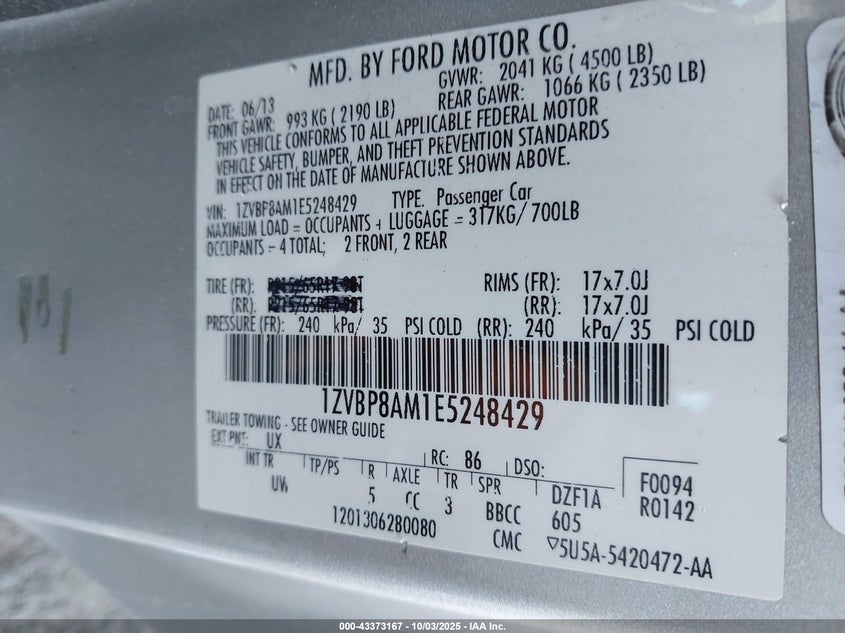 MFD. BY FORD MOTOR CO.
DATE: 06/13 GVWR: 2041 KG ( 4500 LB)
FRONT GAWR: 993 KG ( 2190 LB) REAR GAWR: 1066 KG ( 2350 LB)
THIS VEHICLE CONFORMS TO ALL APPLICABLE FEDERAL MOTOR
VEHICLE SAFETY, BUMPER, AND THEFT PREVENTION STANDARDS
IN EFFECT ON THE DATE OF MANUFACTURE SHOWN ABOVE.
VIN: 1ZVBP8AM1E5248429 TYPE: Passenger Car
MAXIMUM LOAD = OCCUPANTS + LUGGAGE = 317KG/ 700LB
OCCUPANTS = 4 TOTAL; 2 FRONT, 2 REAR
TIRE (FR): RIMS (FR): 17x7.0J
(RR): (RR): 17x7.0J
PRESSURE (FR): 240 kPa/ 35 PSI COLD (RR): 240 kPa/ 35 PSI COLD
1ZVBP8AM1E5248429
TRAILER TOWING - SEE OWNER GUIDE
EXT PNT: UX RC: 86 DSO: F0094
INT TR TP/PS R AXLE TR SPR DZF1A R0142
UW 5 CC 3 BBCC 605
1201306280080 CMC ▽5U5A-5420472-AA
000-43373167 - 10/03/2025 - IAA Inc.